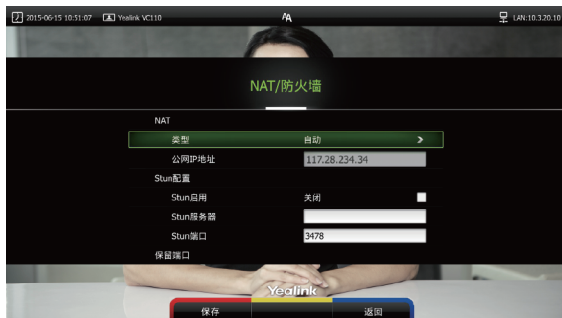 2015-06-15 10:51:07 Yealink VC110 LAN:10.3.20.10
NAT/防火墙
NAT
类型 自动
公网IP地址 117.28.234.34
Stun配置
Stun启用 关闭
Stun服务器
Stun端口 3478
保留端口
Yealink
保存 返回